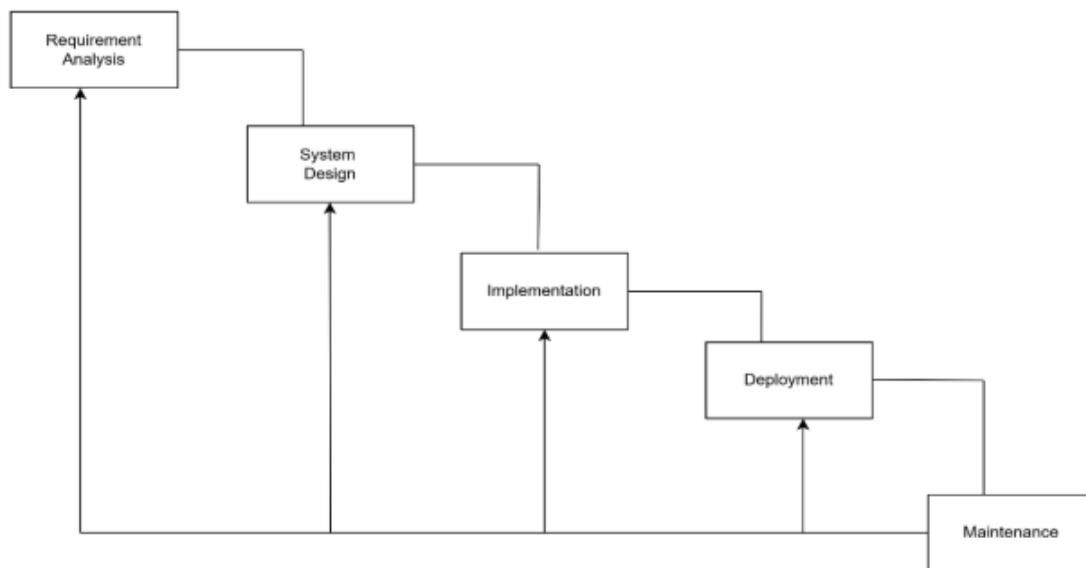 Requirement
Analysis
System
Design
Implementation
Deployment
Maintenance